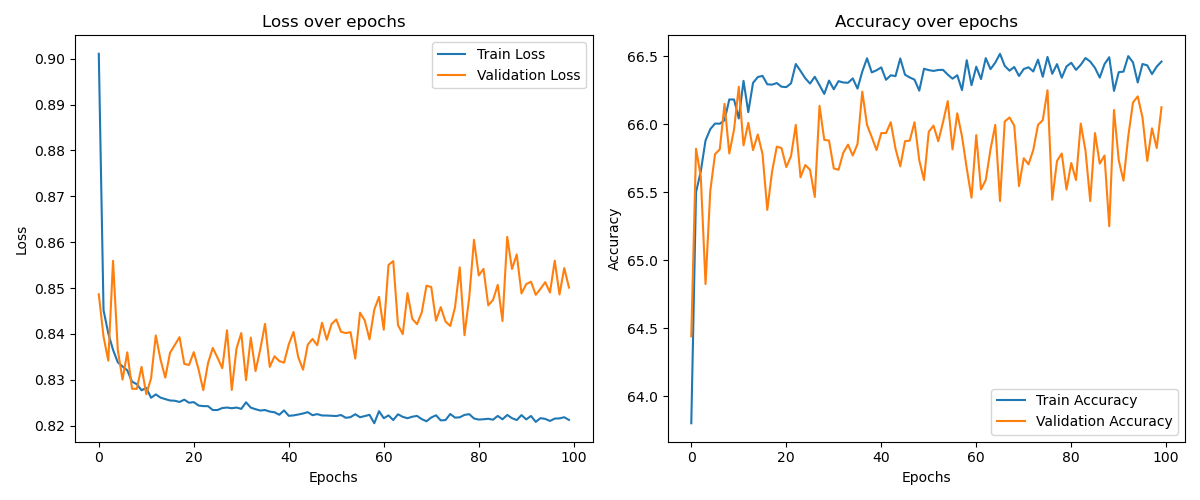 Loss over epochs
0.90
0.89
0.88
0.87
0.86
0.85
0.84
0.83
0.82
Loss
0
20
40
60
80
100
Epochs
Train Loss
Validation Loss
Accuracy over epochs
66.5
66.0
65.5
65.0
64.5
64.0
Accuracy
0
20
40
60
80
100
Epochs
Train Accuracy
Validation Accuracy